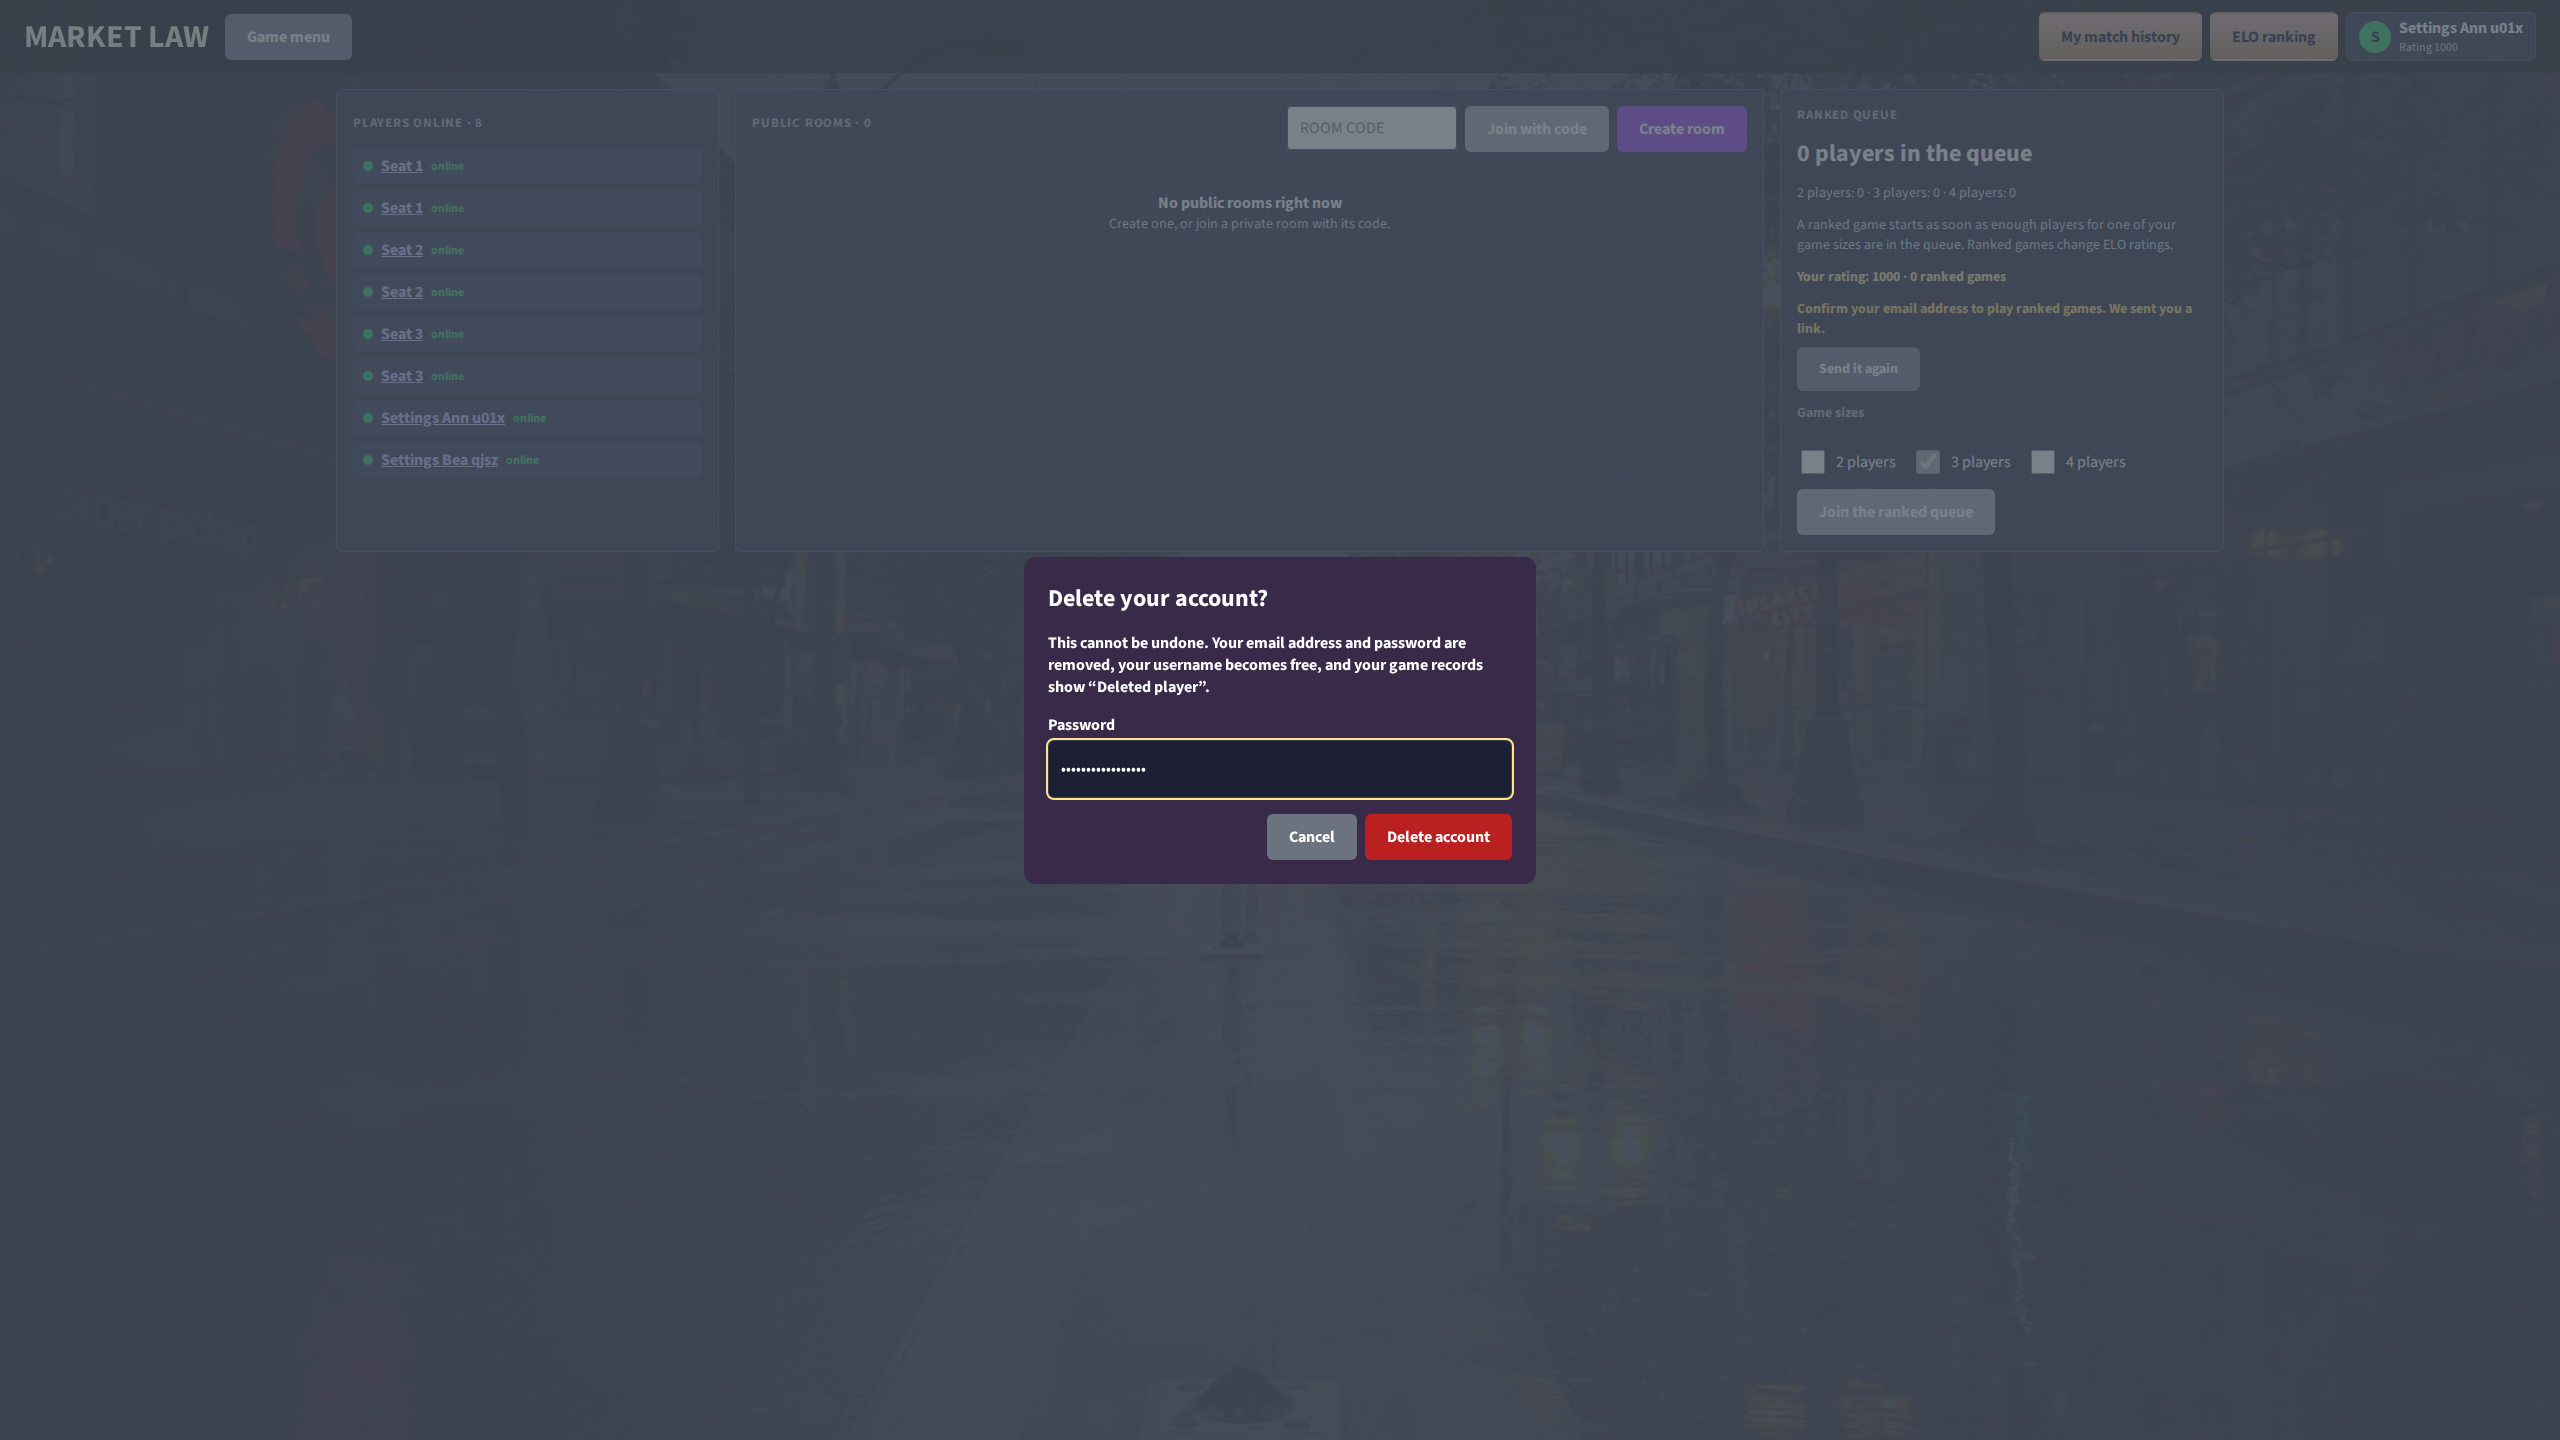 MARKET LAW
Game menu
My match history
ELO ranking
S
Settings Ann u01x
Rating 1000
PLAYERS ONLINE · 8
Seat 1 online
Seat 1 online
Seat 2 online
Seat 2 online
Seat 3 online
Seat 3 online
Settings Ann u01x online
Settings Bea qjsz online
PUBLIC ROOMS · 0
ROOM CODE
Join with code
Create room
No public rooms right now
Create one, or join a private room with its code.
RANKED QUEUE
0 players in the queue
2 players: 0 · 3 players: 0 · 4 players: 0
A ranked game starts as soon as enough players for one of your
game sizes are in the queue. Ranked games change ELO ratings.
Your rating: 1000 · 0 ranked games
Confirm your email address to play ranked games. We sent you a
link.
Send it again
Game sizes
2 players
3 players
4 players
Join the ranked queue
order pickup
SNEAKER
CITY
Delete your account?
This cannot be undone. Your email address and password are
removed, your username becomes free, and your game records
show “Deleted player”.
Password
•••••••••••••••••
Cancel
Delete account